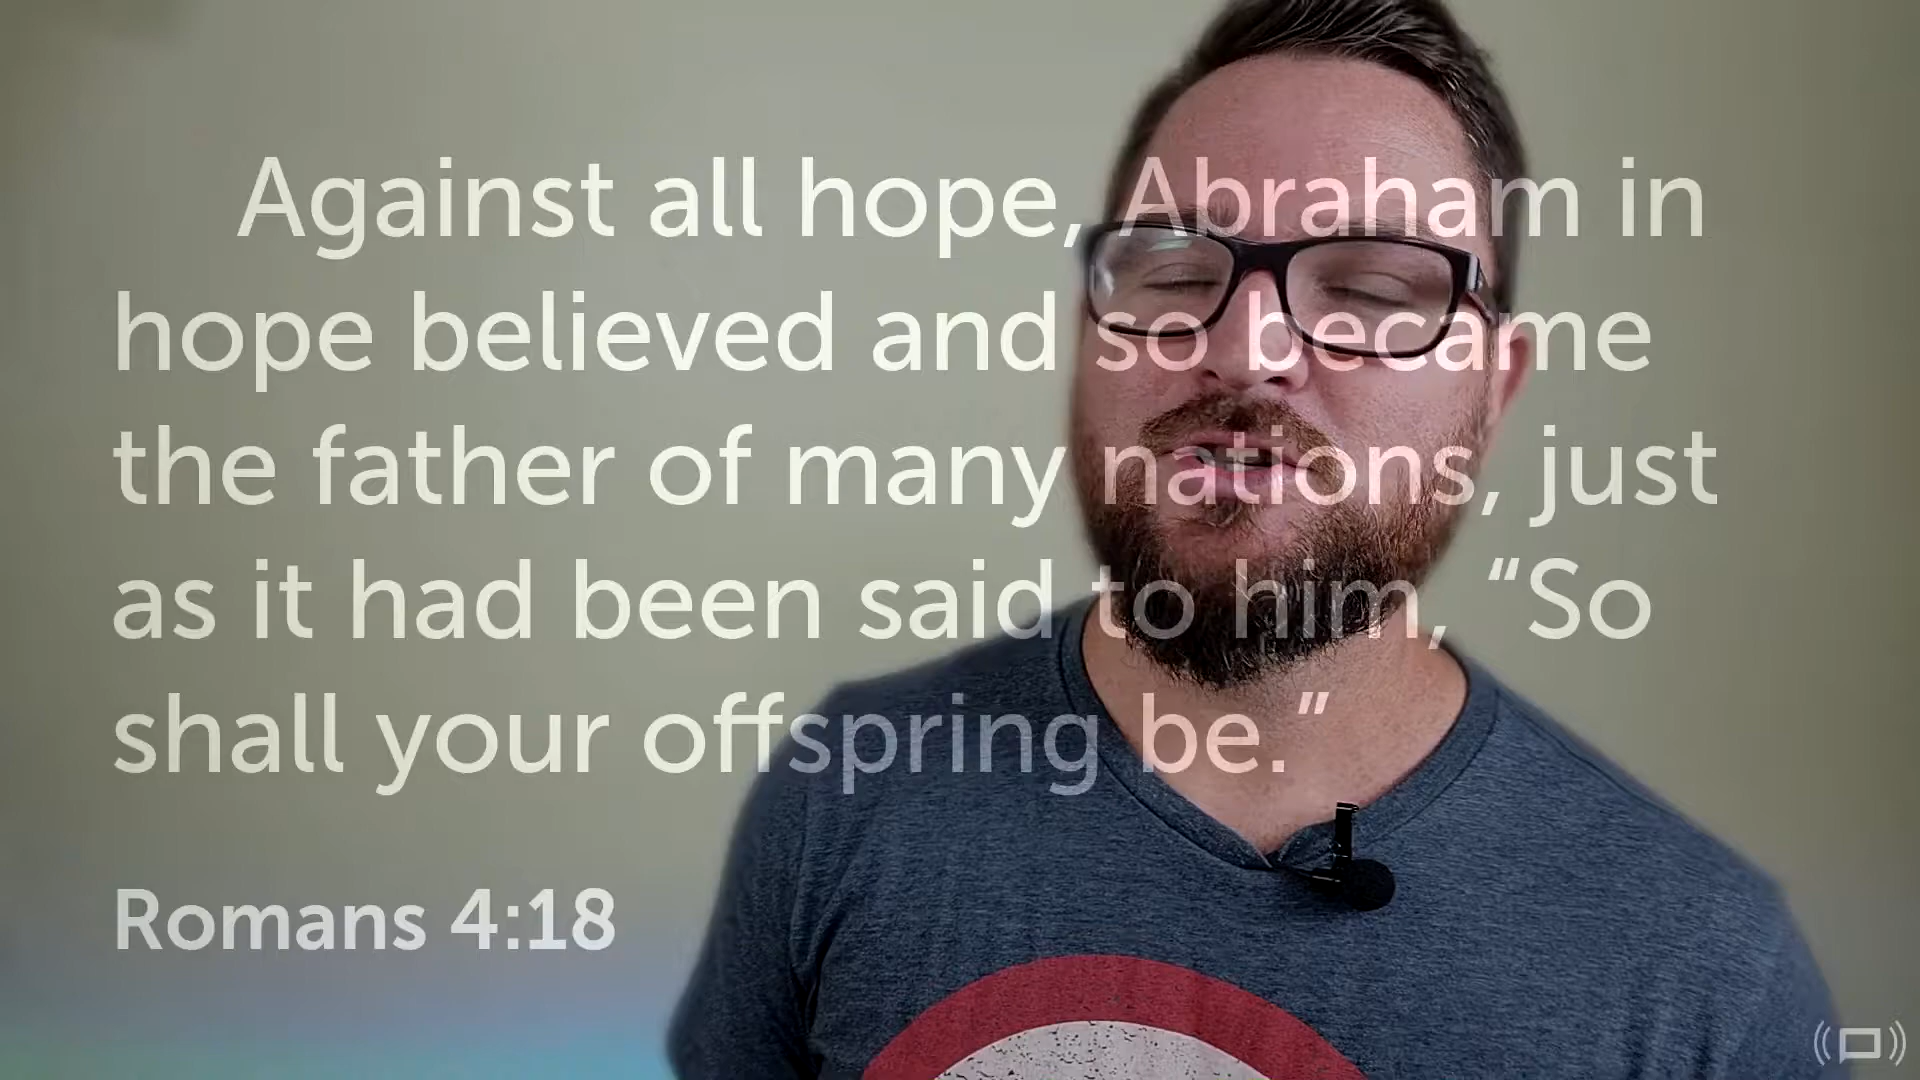 Against all hope, Abraham in
hope believed and so became
the father of many nations, just
as it had been said to him, “So
shall your offspring be.”
Romans 4:18